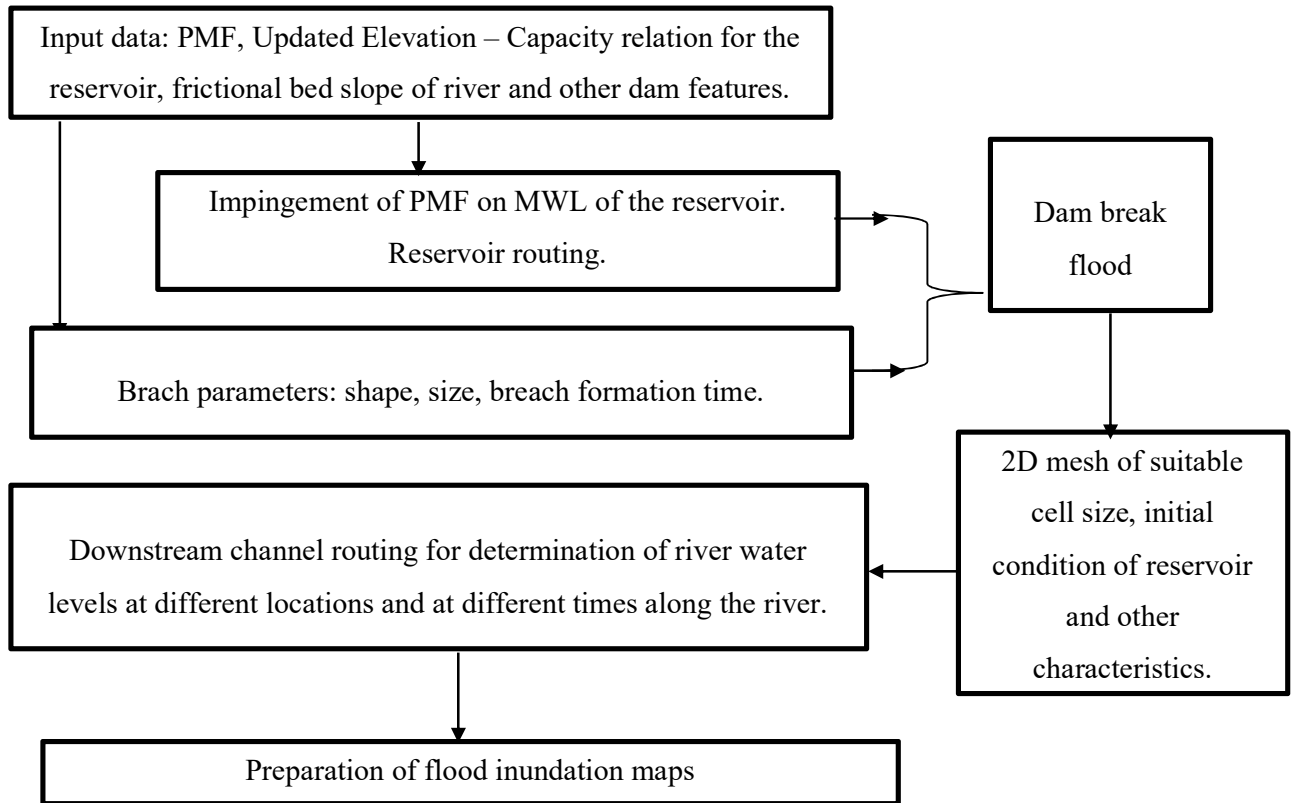 Input data: PMF, Updated Elevation – Capacity relation for the
reservoir, frictional bed slope of river and other dam features.
Impingement of PMF on MWL of the reservoir.
Reservoir routing.
Dam break
flood
Brach parameters: shape, size, breach formation time.
2D mesh of suitable
cell size, initial
condition of reservoir
and other
characteristics.
Downstream channel routing for determination of river water
levels at different locations and at different times along the river.
Preparation of flood inundation maps